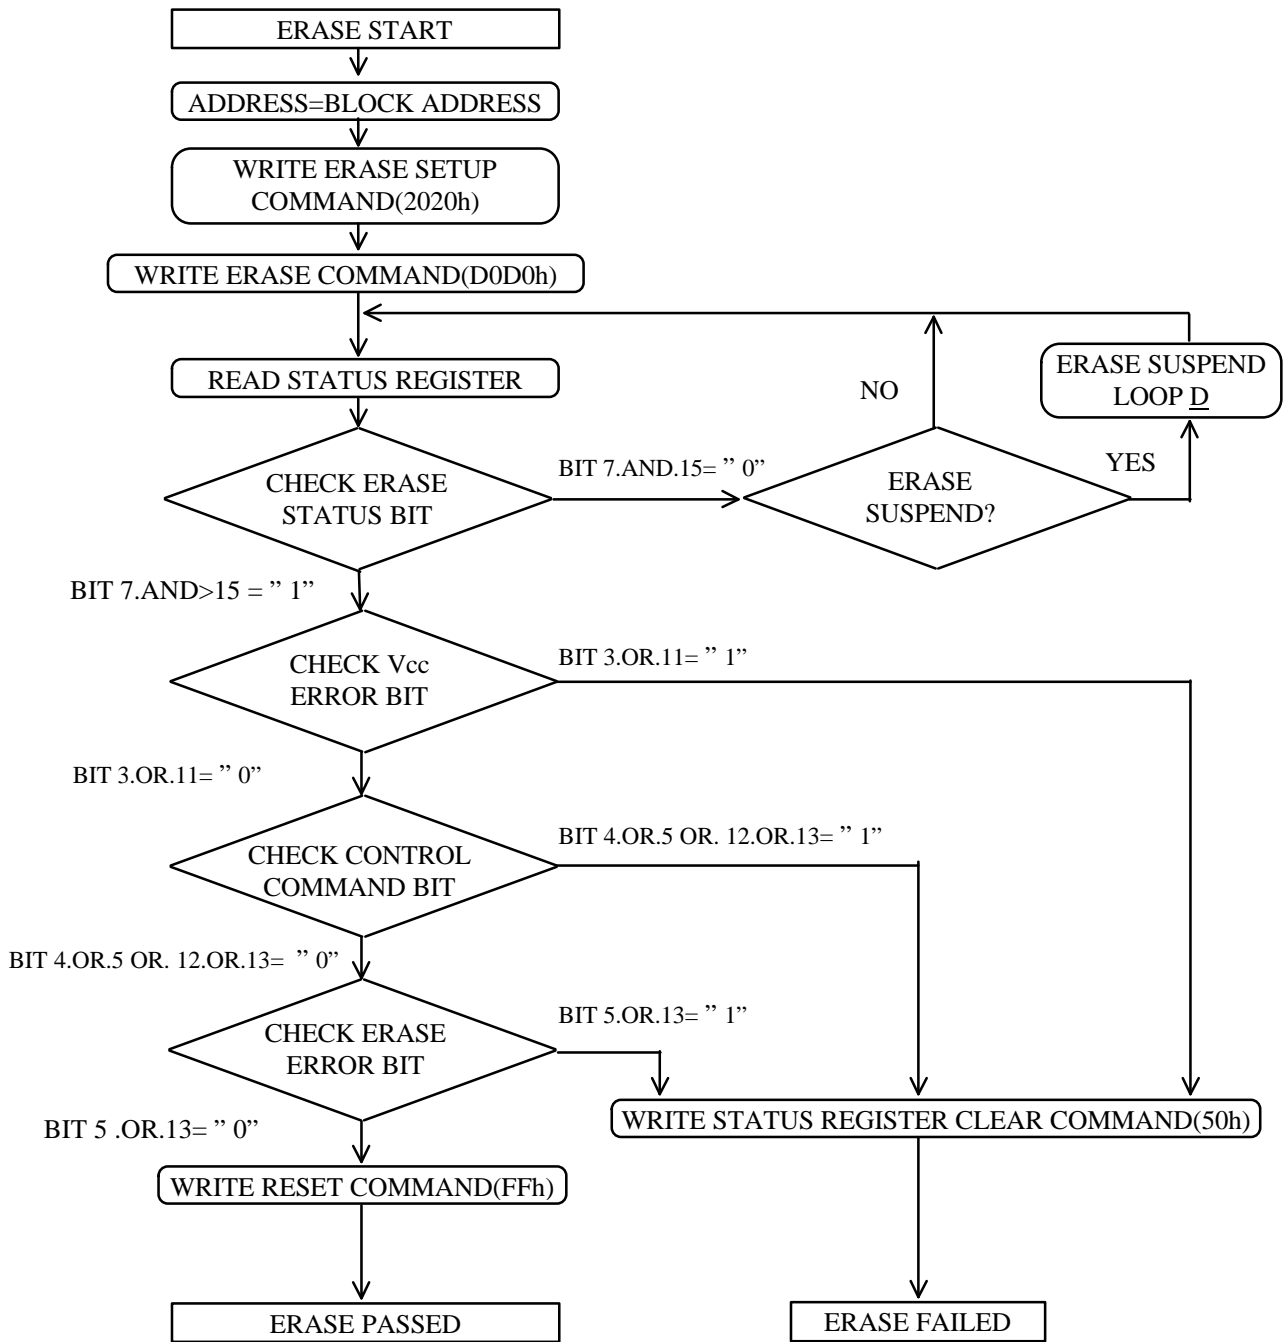 ERASE START
ADDRESS=BLOCK ADDRESS
WRITE ERASE SETUP
COMMAND(2020h)
WRITE ERASE COMMAND(D0D0h)
READ STATUS REGISTER
NO
ERASE SUSPEND
LOOP D
CHECK ERASE
STATUS BIT
BIT 7.AND.15= ” 0”
ERASE
SUSPEND?
YES
BIT 7.AND>15 = ” 1”
CHECK Vcc
ERROR BIT
BIT 3.OR.11= ” 1”
BIT 3.OR.11= ” 0”
CHECK CONTROL
COMMAND BIT
BIT 4.OR.5 OR. 12.OR.13= ” 1”
BIT 4.OR.5 OR. 12.OR.13= ” 0”
CHECK ERASE
ERROR BIT
BIT 5.OR.13= ” 1”
BIT 5 .OR.13= ” 0”
WRITE STATUS REGISTER CLEAR COMMAND(50h)
WRITE RESET COMMAND(FFh)
ERASE PASSED
ERASE FAILED